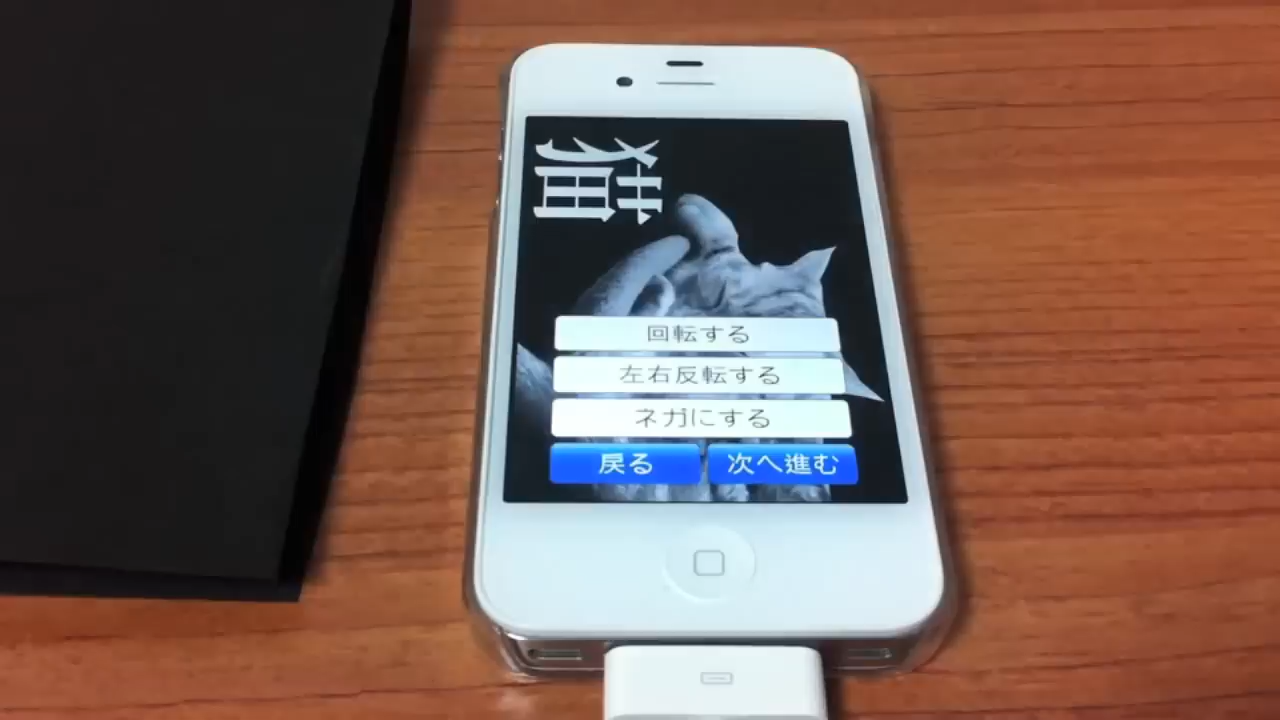 猫
回転する
左右反転する
ネガにする
戻る
次へ進む